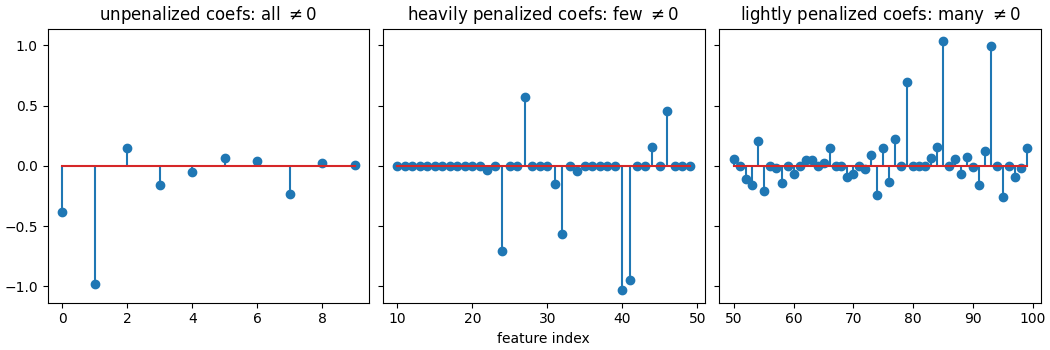 unpenalized coefs: all ≠0
heavily penalized coefs: few ≠0
lightly penalized coefs: many ≠0
1.0
0.5
0.0
−0.5
−1.0
0 2 4 6 8
10 20 30 40 50
50 60 70 80 90 100
feature index